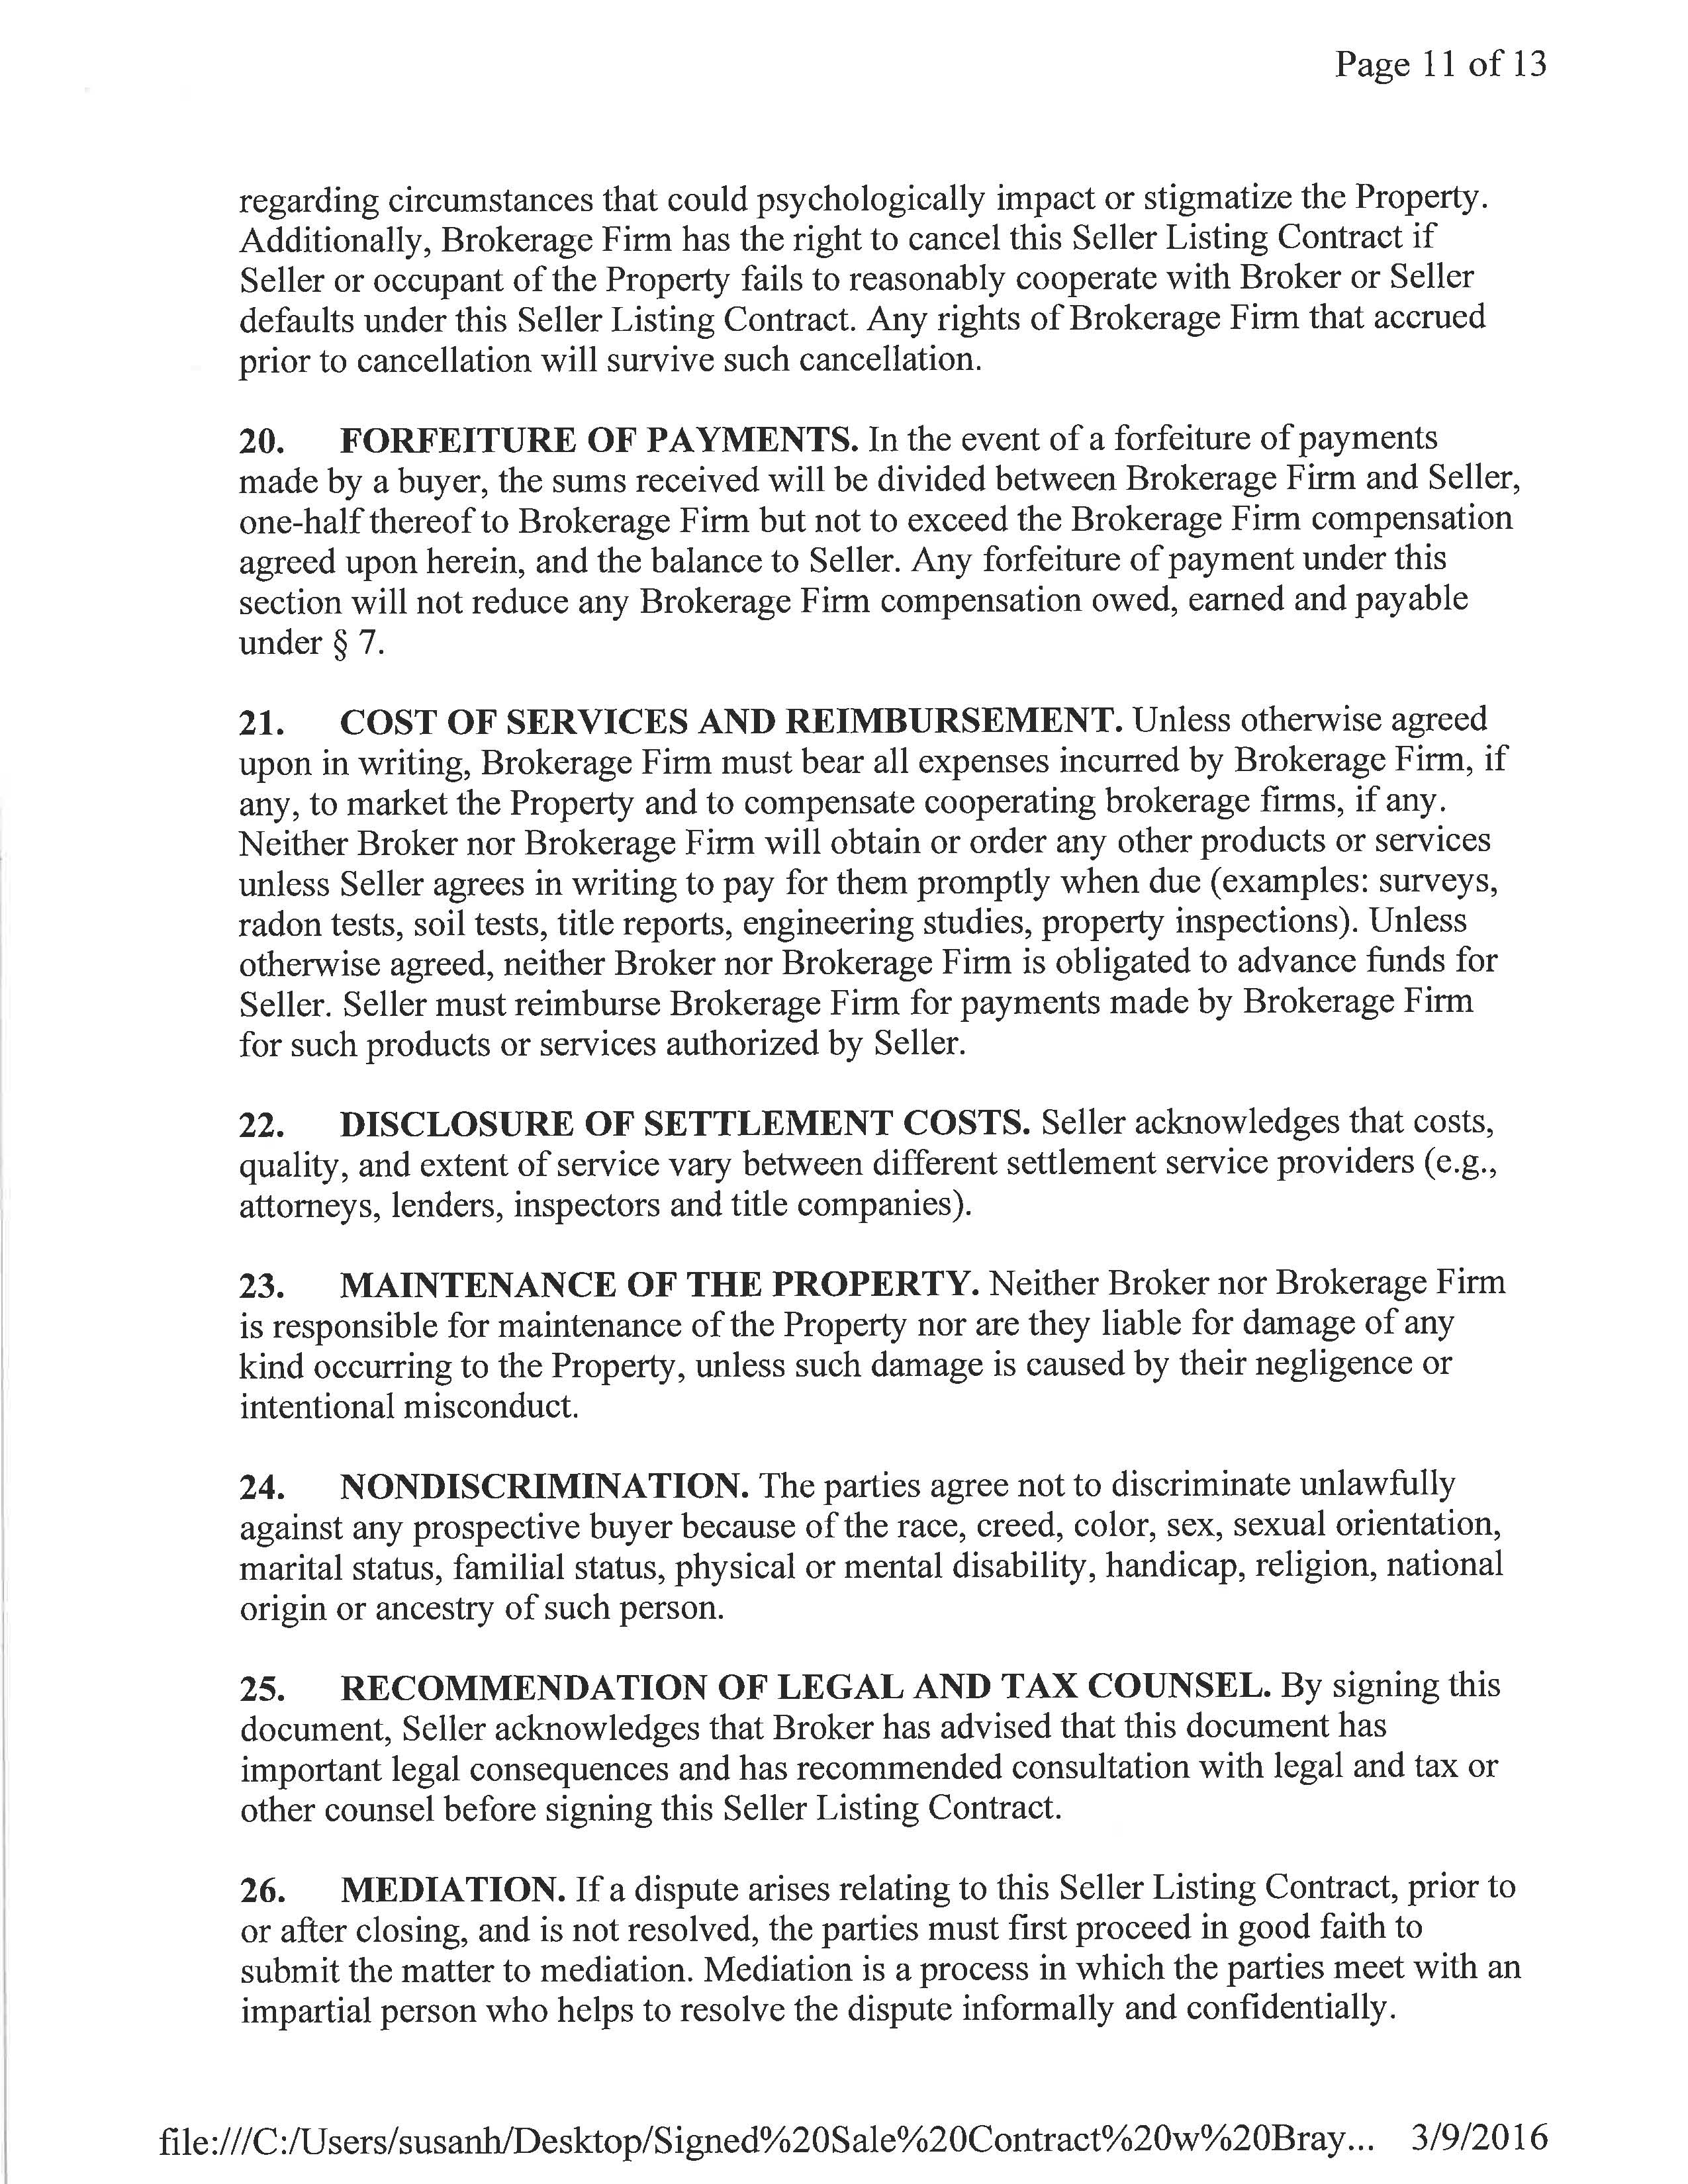 Page 11 of 13
regarding circumstances that could psychologically impact or stigmatize the Property.
Additionally, Brokerage Firm has the right to cancel this Seller Listing Contract if
Seller or occupant of the Property fails to reasonably cooperate with Broker or Seller
defaults under this Seller Listing Contract. Any rights of Brokerage Firm that accrued
prior to cancellation will survive such cancellation.
20. FORFEITURE OF PAYMENTS. In the event of a forfeiture of payments
made by a buyer, the sums received will be divided between Brokerage Firm and Seller,
one-half thereof to Brokerage Firm but not to exceed the Brokerage Firm compensation
agreed upon herein, and the balance to Seller. Any forfeiture of payment under this
section will not reduce any Brokerage Firm compensation owed, earned and payable
under § 7.
21. COST OF SERVICES AND REIMBURSEMENT. Unless otherwise agreed
upon in writing, Brokerage Firm must bear all expenses incurred by Brokerage Firm, if
any, to market the Property and to compensate cooperating brokerage firms, if any.
Neither Broker nor Brokerage Firm will obtain or order any other products or services
unless Seller agrees in writing to pay for them promptly when due (examples: surveys,
radon tests, soil tests, title reports, engineering studies, property inspections). Unless
otherwise agreed, neither Broker nor Brokerage Firm is obligated to advance funds for
Seller. Seller must reimburse Brokerage Firm for payments made by Brokerage Firm
for such products or services authorized by Seller.
22. DISCLOSURE OF SETTLEMENT COSTS. Seller acknowledges that costs,
quality, and extent of service vary between different settlement service providers (e.g.,
attorneys, lenders, inspectors and title companies).
23. MAINTENANCE OF THE PROPERTY. Neither Broker nor Brokerage Firm
is responsible for maintenance of the Property nor are they liable for damage of any
kind occurring to the Property, unless such damage is caused by their negligence or
intentional misconduct.
24. NONDISCRIMINATION. The parties agree not to discriminate unlawfully
against any prospective buyer because of the race, creed, color, sex, sexual orientation,
marital status, familial status, physical or mental disability, handicap, religion, national
origin or ancestry of such person.
25. RECOMMENDATION OF LEGAL AND TAX COUNSEL. By signing this
document, Seller acknowledges that Broker has advised that this document has
important legal consequences and has recommended consultation with legal and tax or
other counsel before signing this Seller Listing Contract.
26. MEDIATION. If a dispute arises relating to this Seller Listing Contract, prior to
or after closing, and is not resolved, the parties must first proceed in good faith to
submit the matter to mediation. Mediation is a process in which the parties meet with an
impartial person who helps to resolve the dispute informally and confidentially.
file:///C:/Users/susanh/Desktop/Signed%20Sale%20Contract%20w%20Bray... 3/9/2016